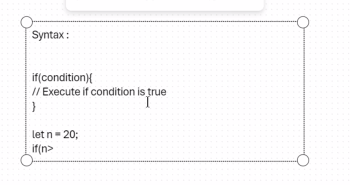 Syntax :
if(condition){
// Execute if condition is true
}
let n = 20;
if(n>